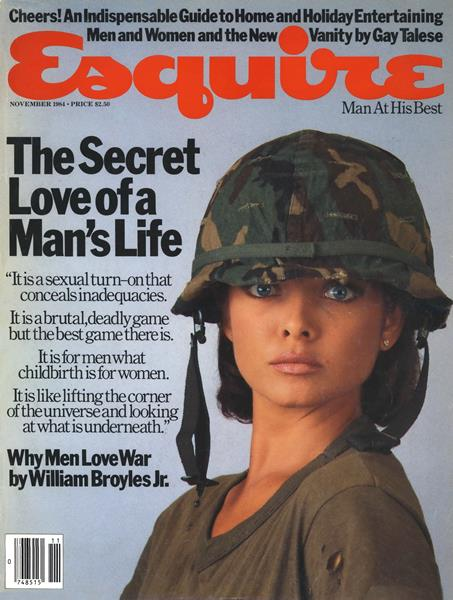 Cheers! An Indispensable Guide to Home and Holiday Entertaining
Men and Women and the New Vanity by Gay Talese
Esquire
NOVEMBER 1984 • PRICE $2.50
Man At His Best
The Secret
Love of a
Man's Life
“It is a sexual turn-on that
conceals inadequacies.
It is a brutal, deadly game
but the best game there is.
It is for men what
childbirth is for women.
It is like lifting the corner
of the universe and looking
at what is underneath.”
Why Men Love War
by William Broyles Jr.
11
0
748515